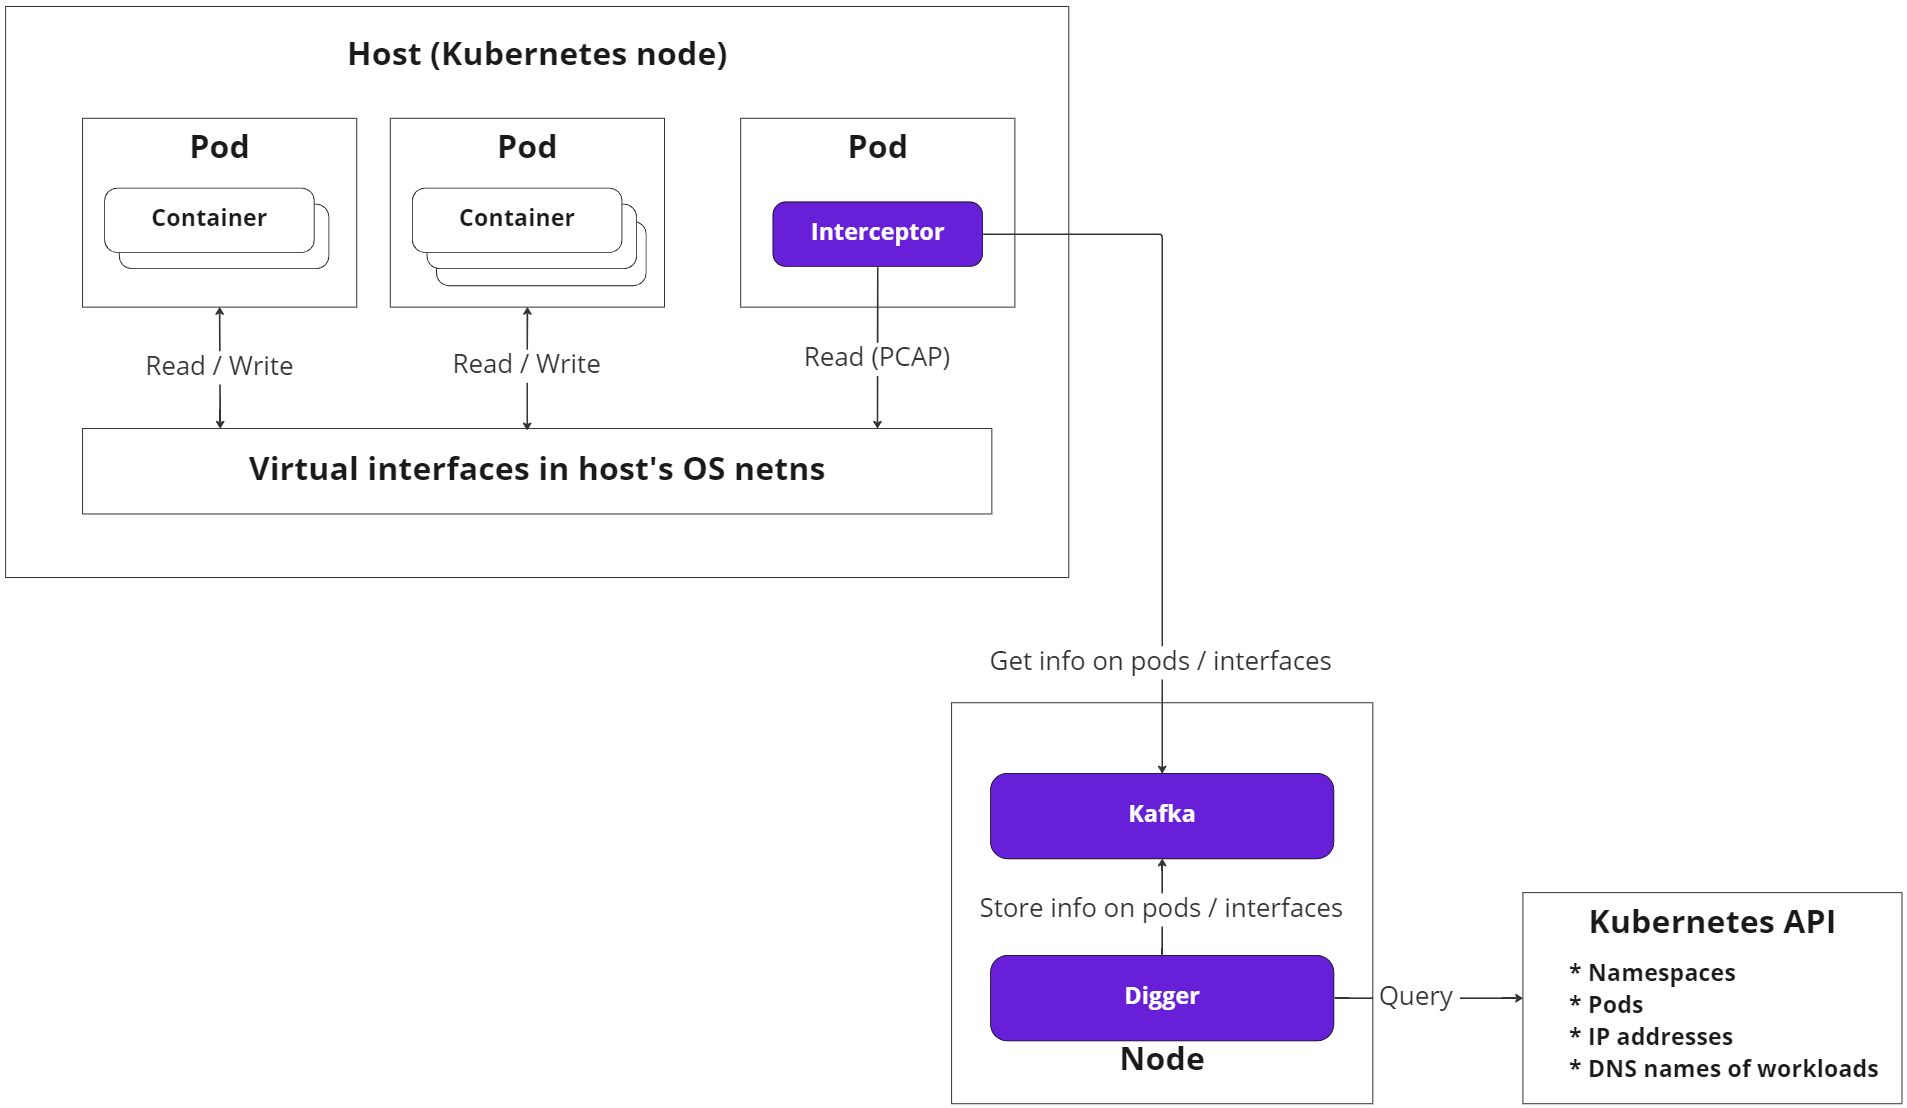 Host (Kubernetes node)
Pod
Pod
Pod
Container
Container
Interceptor
Read / Write
Read / Write
Read (PCAP)
Virtual interfaces in host's OS netns
Get info on pods / interfaces
Kafka
Store info on pods / interfaces
Digger
Node
Query
Kubernetes API
* Namespaces
* Pods
* IP addresses
* DNS names of workloads